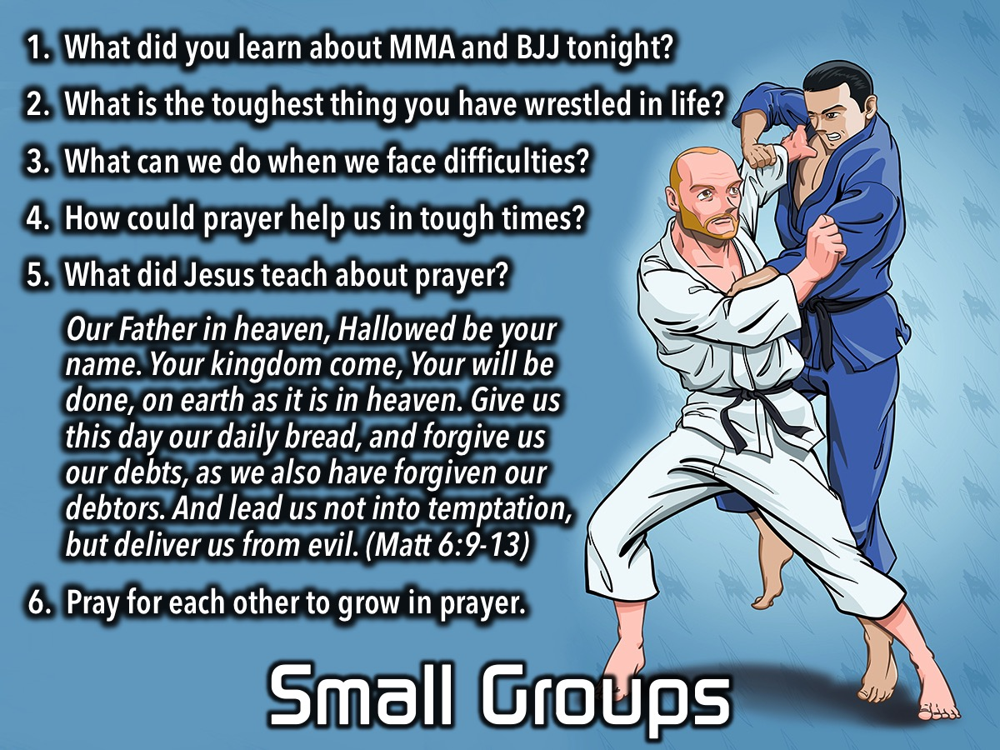 1. What did you learn about MMA and BJJ tonight?
2. What is the toughest thing you have wrestled in life?
3. What can we do when we face difficulties?
4. How could prayer help us in tough times?
5. What did Jesus teach about prayer?
Our Father in heaven, Hallowed be your
name. Your kingdom come, Your will be
done, on earth as it is in heaven. Give us
this day our daily bread, and forgive us
our debts, as we also have forgiven our
debtors. And lead us not into temptation,
but deliver us from evil. (Matt 6:9-13)
6. Pray for each other to grow in prayer.
Small Groups